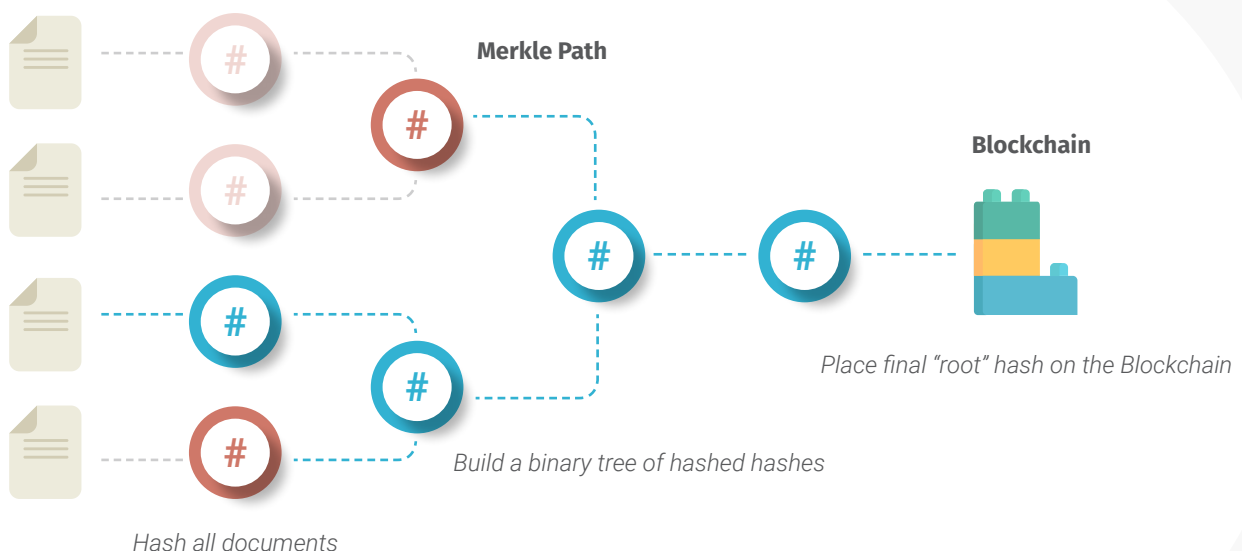 #
Merkle Path
#
Blockchain
#
#
#
#
#
Place final “root” hash on the Blockchain
#
Build a binary tree of hashed hashes
Hash all documents